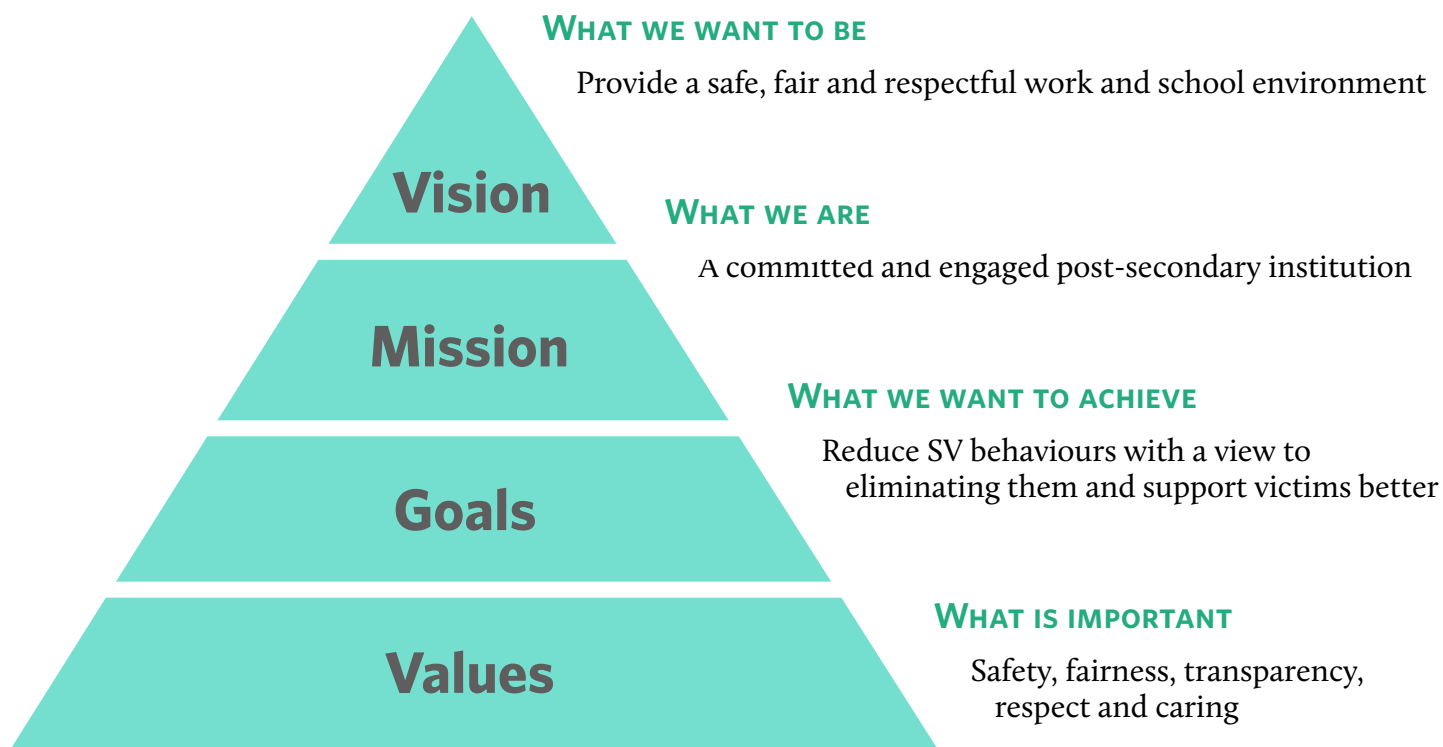 WHAT WE WANT TO BE
Provide a safe, fair and respectful work and school environment
Vision
WHAT WE ARE
A committed and engaged post-secondary institution
Mission
WHAT WE WANT TO ACHIEVE
Reduce SV behaviours with a view to
eliminating them and support victims better
Goals
WHAT IS IMPORTANT
Safety, fairness, transparency,
respect and caring
Values